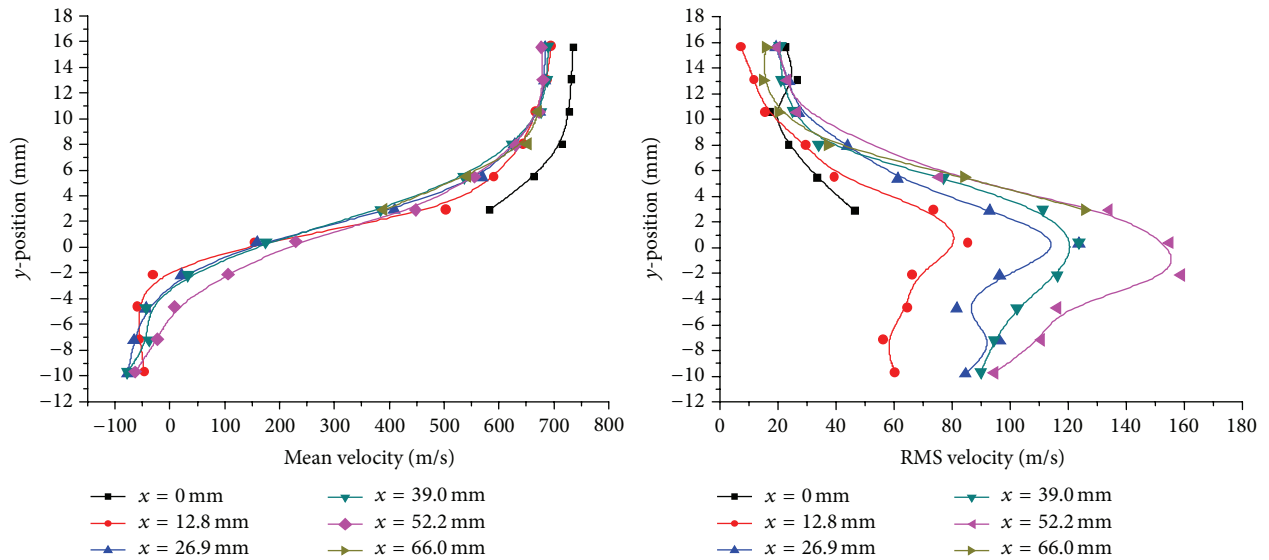 18
16
14
12
10
8
6
4
2
0
−2
−4
−6
−8
−10
−12
y-position (mm)
−100 0 100 200 300 400 500 600 700 800
Mean velocity (m/s)
x = 0 mm
x = 12.8 mm
x = 26.9 mm
x = 39.0 mm
x = 52.2 mm
x = 66.0 mm
18
16
14
12
10
8
6
4
2
0
−2
−4
−6
−8
−10
−12
y-position (mm)
0 20 40 60 80 100 120 140 160 180
RMS velocity (m/s)
x = 0 mm
x = 12.8 mm
x = 26.9 mm
x = 39.0 mm
x = 52.2 mm
x = 66.0 mm